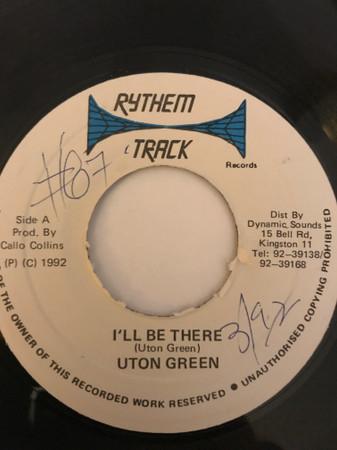 RYTHEM
TRACK
Records
#87
Side A
Prod. By
Callo Collins
(P) (C) 1992
Dist By
Dynamic Sounds
15 Bell Rd,
Kingston 11
Tel: 92-39138/
92-39168
I'LL BE THERE
(Uton Green)
UTON GREEN
3/92
OF THE OWNER OF THIS RECORDED WORK RESERVED ● UNAUTHORISED COPYING PROHIBITED